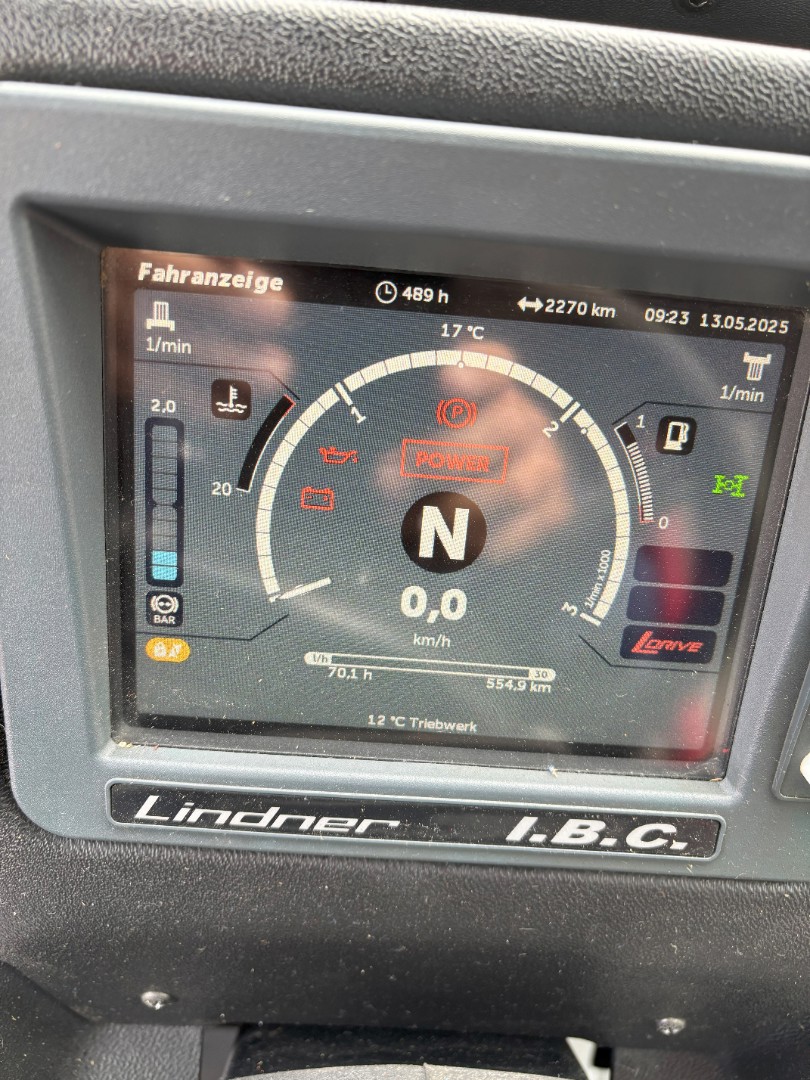 Fahranzeige
489 h
2270 km
09:23 13.05.2025
1/min
17 °C
1/min
2,0
1
2
1
P
POWER
20
N
0
0,0
1/min x 1000
3
km/h
BAR
LDRIVE
l/h
30
70,1 h
554,9 km
12 °C Triebwerk
Lindner I.B.C.